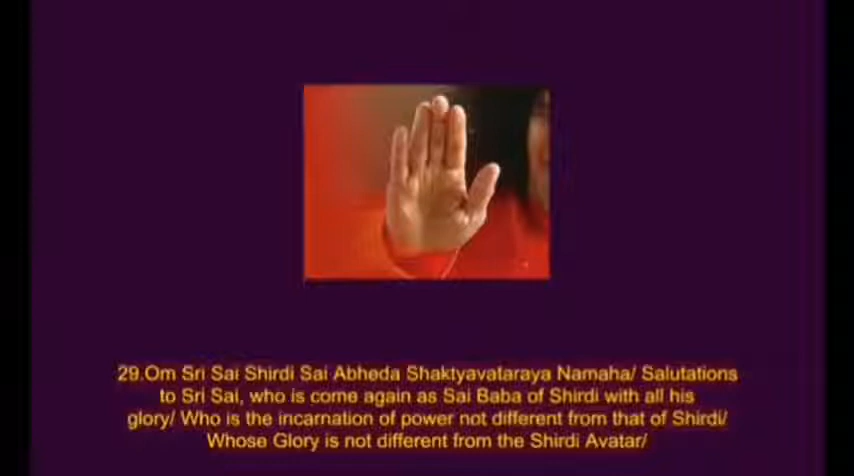 29.Om Sri Sai Shirdi Sai Abheda Shaktyavataraya Namaha/ Salutations
to Sri Sai, who is come again as Sai Baba of Shirdi with all his
glory/ Who is the incarnation of power not different from that of Shirdi/
Whose Glory is not different from the Shirdi Avatar/